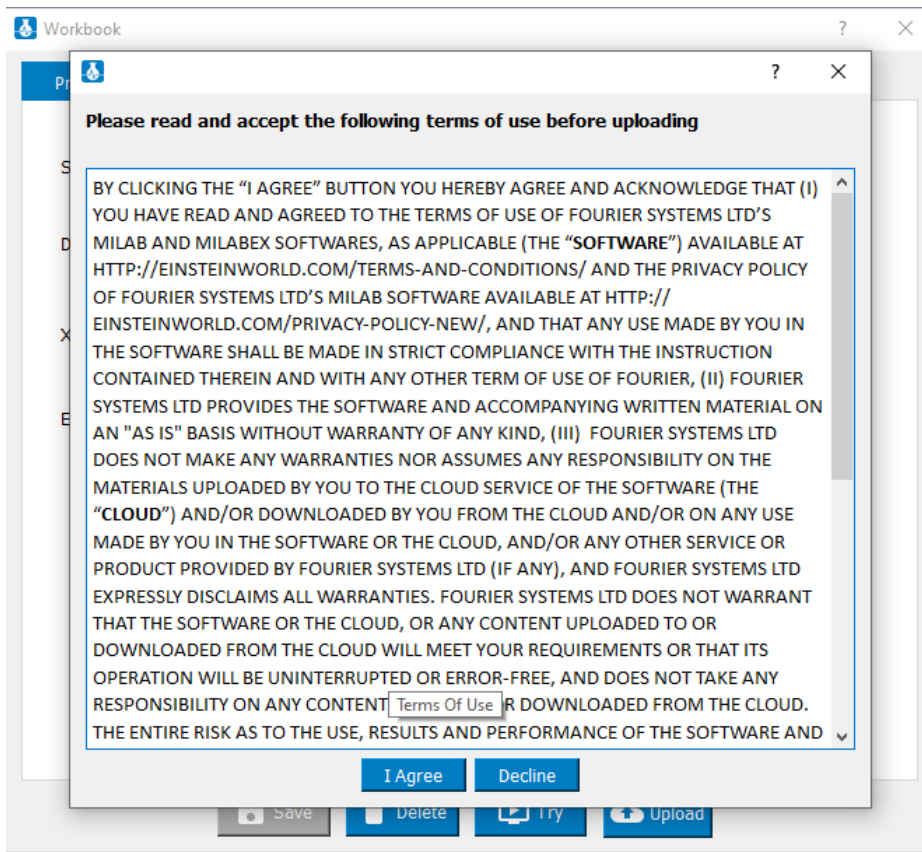 Workbook
?
Pr
?
Please read and accept the following terms of use before uploading
S
D
X
E
BY CLICKING THE “I AGREE” BUTTON YOU HEREBY AGREE AND ACKNOWLEDGE THAT (I)
YOU HAVE READ AND AGREED TO THE TERMS OF USE OF FOURIER SYSTEMS LTD’S
MILAB AND MILABEX SOFTWARES, AS APPLICABLE (THE “SOFTWARE”) AVAILABLE AT
HTTP://EINSTEINWORLD.COM/TERMS-AND-CONDITIONS/ AND THE PRIVACY POLICY
OF FOURIER SYSTEMS LTD’S MILAB SOFTWARE AVAILABLE AT HTTP://
EINSTEINWORLD.COM/PRIVACY-POLICY-NEW/, AND THAT ANY USE MADE BY YOU IN
THE SOFTWARE SHALL BE MADE IN STRICT COMPLIANCE WITH THE INSTRUCTION
CONTAINED THEREIN AND WITH ANY OTHER TERM OF USE OF FOURIER, (II) FOURIER
SYSTEMS LTD PROVIDES THE SOFTWARE AND ACCOMPANYING WRITTEN MATERIAL ON
AN "AS IS" BASIS WITHOUT WARRANTY OF ANY KIND, (III) FOURIER SYSTEMS LTD
DOES NOT MAKE ANY WARRANTIES NOR ASSUMES ANY RESPONSIBILITY ON THE
MATERIALS UPLOADED BY YOU TO THE CLOUD SERVICE OF THE SOFTWARE (THE
“CLOUD”) AND/OR DOWNLOADED BY YOU FROM THE CLOUD AND/OR ON ANY USE
MADE BY YOU IN THE SOFTWARE OR THE CLOUD, AND/OR ANY OTHER SERVICE OR
PRODUCT PROVIDED BY FOURIER SYSTEMS LTD (IF ANY), AND FOURIER SYSTEMS LTD
EXPRESSLY DISCLAIMS ALL WARRANTIES. FOURIER SYSTEMS LTD DOES NOT WARRANT
THAT THE SOFTWARE OR THE CLOUD, OR ANY CONTENT UPLOADED TO OR
DOWNLOADED FROM THE CLOUD WILL MEET YOUR REQUIREMENTS OR THAT ITS
OPERATION WILL BE UNINTERRUPTED OR ERROR-FREE, AND DOES NOT TAKE ANY
RESPONSIBILITY ON ANY CONTENT Terms Of Use R DOWNLOADED FROM THE CLOUD.
THE ENTIRE RISK AS TO THE USE, RESULTS AND PERFORMANCE OF THE SOFTWARE AND
I Agree Decline
Save Delete Try Upload